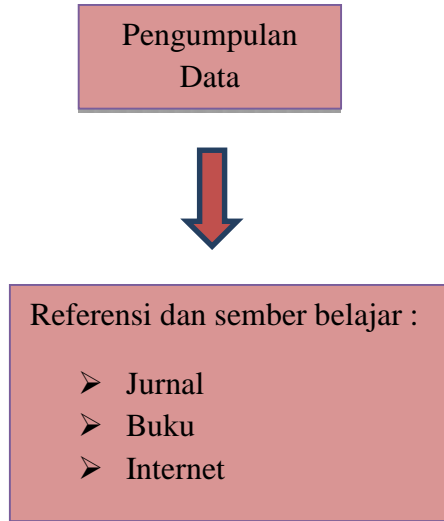 Pengumpulan
Data
Referensi dan sember belajar :
➢ Jurnal
➢ Buku
➢ Internet